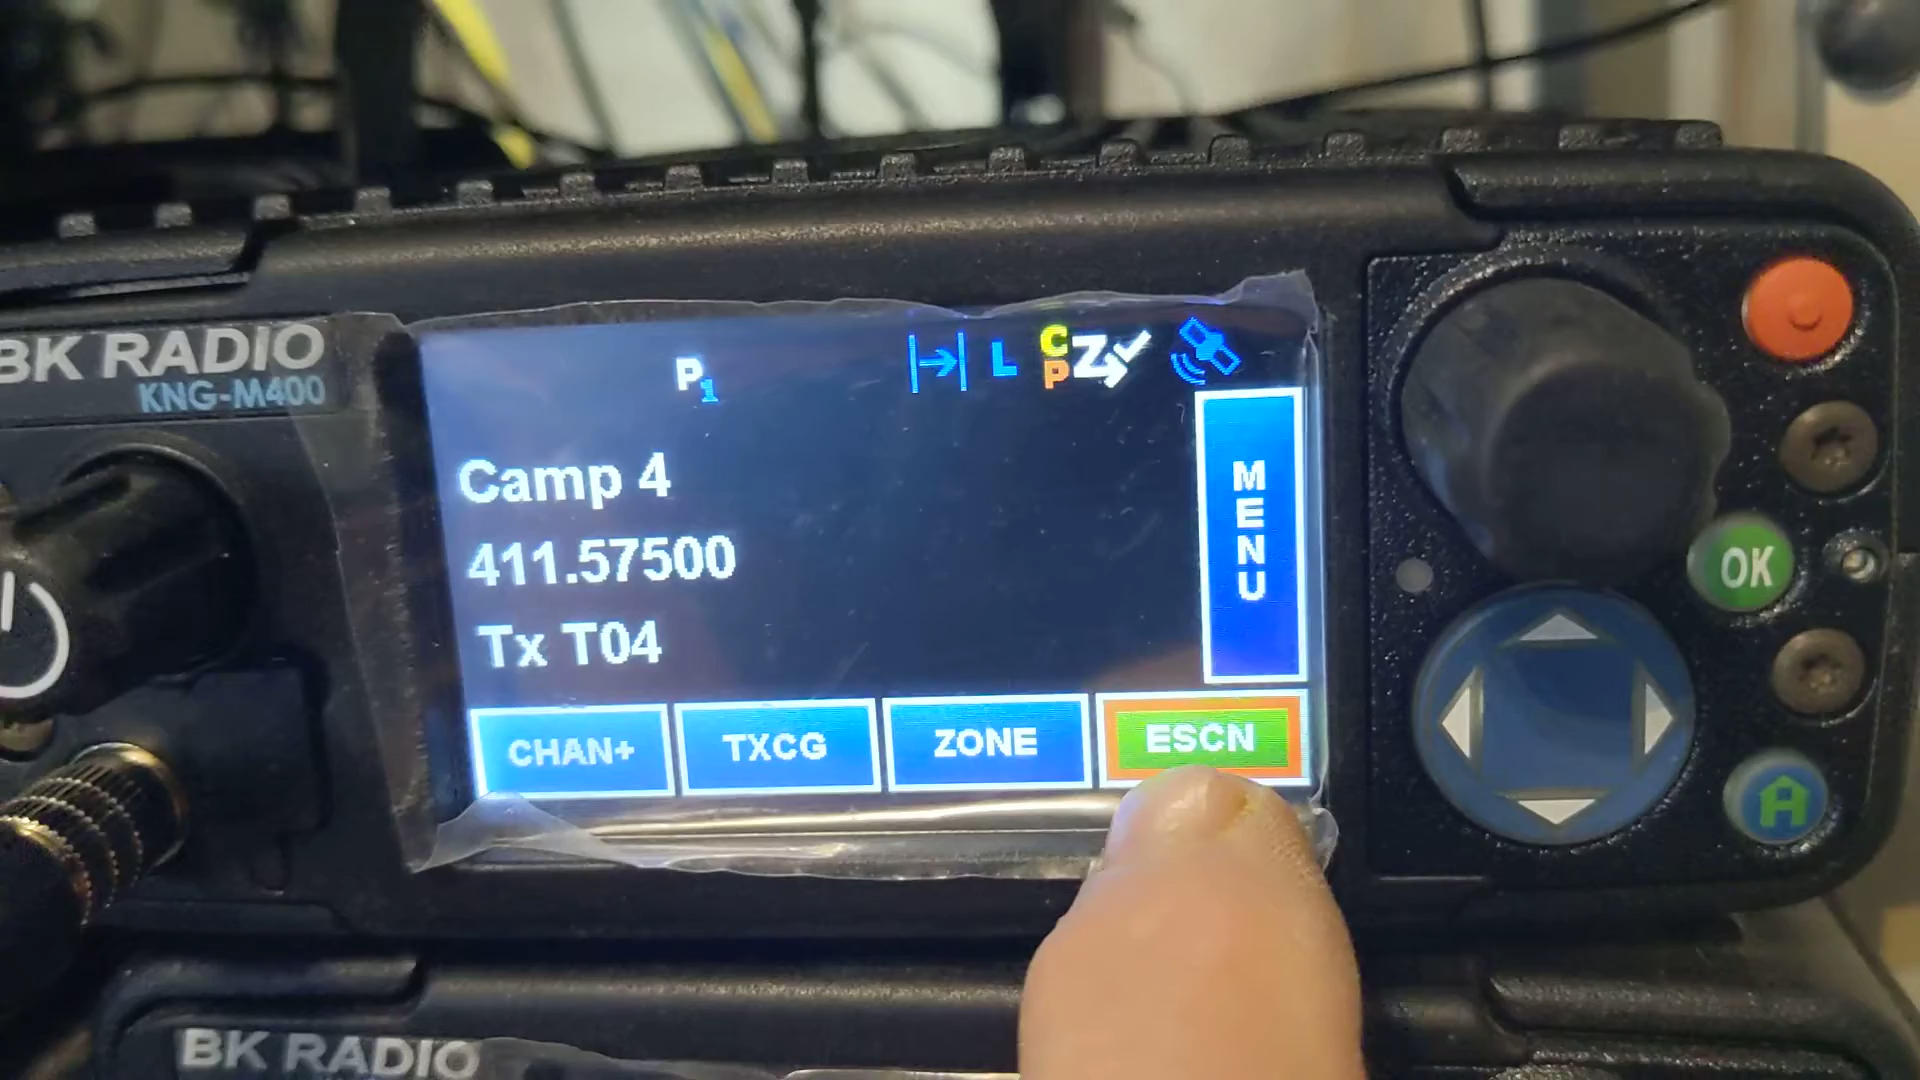 BK RADIO
KNG-M400
P1
L
CP Z
Camp 4
411.57500
Tx T04
MENU
CHAN+
TXCG
ZONE
ESCN
OK
A
BK RADIO